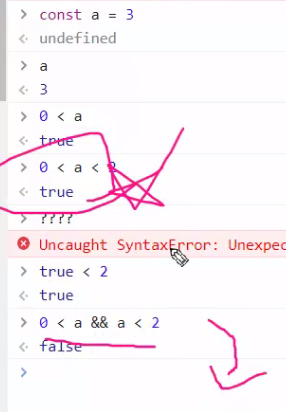 > const a = 3
< undefined
> a
< 3
> 0 < a
< true
> 0 < a < 2
< true
> ????
Uncaught SyntaxError: Unexpec
> true < 2
< true
> 0 < a && a < 2
< false
>